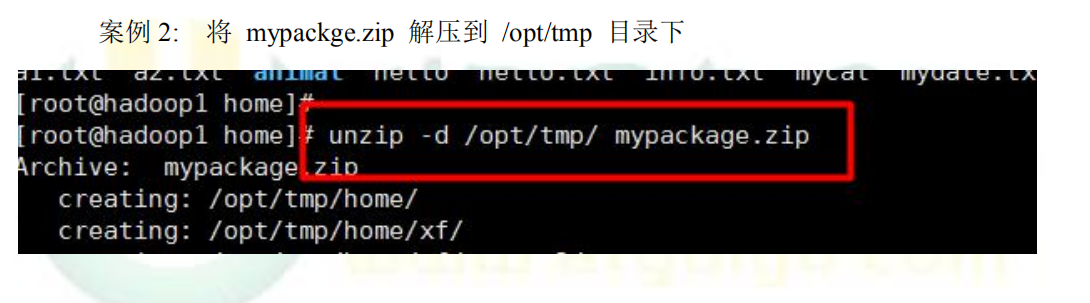 案例 2: 将 mypackge.zip 解压到 /opt/tmp 目录下
a1.txt a2.txt animal hello hello.txt info.txt mycat mydate.tx
[root@hadoop1 home]#
[root@hadoop1 home]# unzip -d /opt/tmp/ mypackage.zip
Archive: mypackage.zip
creating: /opt/tmp/home/
creating: /opt/tmp/home/xf/